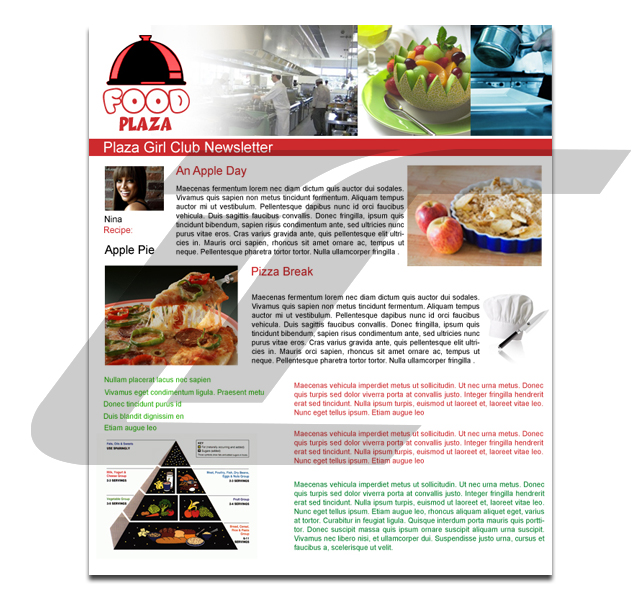 FOOD
PLAZA
Plaza Girl Club Newsletter
An Apple Day
Maecenas fermentum lorem nec diam dictum quis auctor dui sodales.
Vivamus quis sapien non metus tincidunt fermentum. Aliquam tempus
auctor mi ut vestibulum. Pellentesque dapibus nunc id orci faucibus
vehicula. Duis sagittis faucibus convallis. Donec fringilla, ipsum quis
tincidunt bibendum, sapien risus condimentum ante, sed ultricies nunc
purus vitae eros. Cras varius gravida ante, quis pellentesque elit ultri-
cies in. Mauris orci sapien, rhoncus sit amet ornare ac, tempus ut
neque. Pellentesque pharetra tortor tortor. Nulla ullamcorper fringilla .
Nina
Recipe:
Apple Pie
Pizza Break
Maecenas fermentum lorem nec diam dictum quis auctor dui sodales.
Vivamus quis sapien non metus tincidunt fermentum. Aliquam tempus
auctor mi ut vestibulum. Pellentesque dapibus nunc id orci faucibus
vehicula. Duis sagittis faucibus convallis. Donec fringilla, ipsum quis
tincidunt bibendum, sapien risus condimentum ante, sed ultricies nunc
purus vitae eros. Cras varius gravida ante, quis pellentesque elit ultri-
cies in. Mauris orci sapien, rhoncus sit amet ornare ac, tempus ut
neque. Pellentesque pharetra tortor tortor. Nulla ullamcorper fringilla .
Nullam placerat lacus noc sapien
Vivamus eget condimentum ligula. Praesent metu
Donec tincidunt purus id
Duis blandit dignissim en
Etiam augue leo
Maecenas vehicula imperdiet metus ut sollicitudin. Ut nec urna metus. Donec
quis turpis sed dolor viverra porta at convallis justo. Integer fringilla hendrerit
erat sed tincidunt. Nulla ipsum turpis, euismod ut laoreet et, laoreet vitae leo.
Nunc eget tellus ipsum. Etiam augue leo
Maecenas vehicula imperdiet metus ut sollicitudin. Ut nec urna metus. Donec
quis turpis sed dolor viverra porta at convallis justo. Integer fringilla hendrerit
erat sed tincidunt. Nulla ipsum turpis, euismod ut laoreet et, laoreet vitae leo.
Nunc eget tellus ipsum. Etiam augue leo
Maecenas vehicula imperdiet metus ut sollicitudin. Ut nec urna metus. Donec
quis turpis sed dolor viverra porta at convallis justo. Integer fringilla hendrerit
erat sed tincidunt. Nulla ipsum turpis, euismod ut laoreet et, laoreet vitae leo.
Nunc eget tellus ipsum. Etiam augue leo, rhoncus aliquam aliquet eget, varius
at tortor. Curabitur in feugiat ligula. Quisque interdum porta mauris quis portti-
tor. Donec suscipit massa quis ipsum ornare suscipit aliquam urna suscipit.
Vivamus nec libero nisi, et ullamcorper dui. Suspendisse justo urna, cursus et
faucibus a, scelerisque ut velit.
Fats, Oils & Sweets
USE SPARINGLY
KEY
Milk, Yogurt &
Cheese Group
2-3 SERVINGS
Meat, Poultry, Fish, Dry Beans,
Eggs & Nuts Group
2-3 SERVINGS
Vegetable Group
3-5 SERVINGS
Fruit Group
2-4 SERVINGS
Bread, Cereal,
Rice & Pasta
Group
6-11
SERVINGS